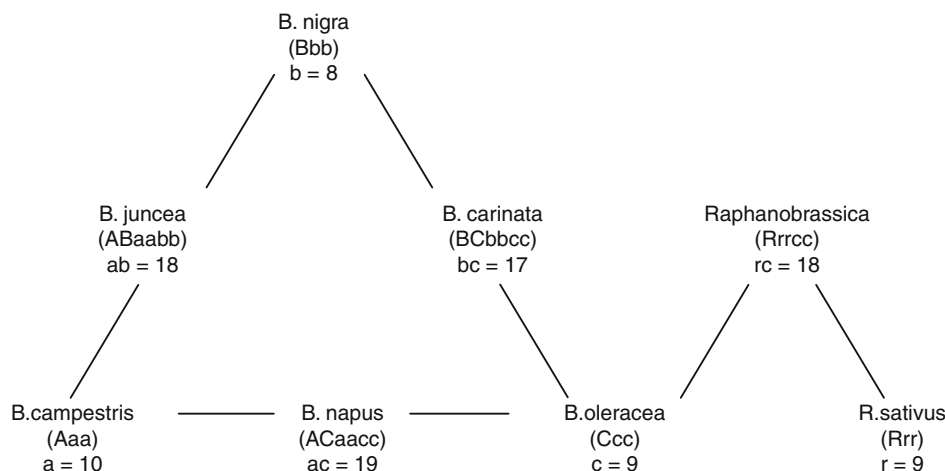 B. nigra
(Bbb)
b = 8
B. juncea
(ABaabb)
ab = 18
B. carinata
(BCbbcc)
bc = 17
Raphanobrassica
(Rrrcc)
rc = 18
B.campestris
(Aaa)
a = 10
B. napus
(ACaacc)
ac = 19
B.oleracea
(Ccc)
c = 9
R.sativus
(Rrr)
r = 9